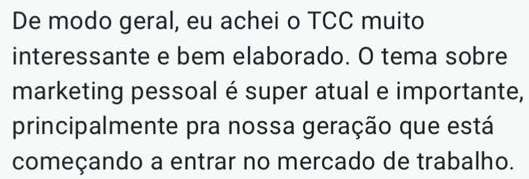 De modo geral, eu achei o TCC muito
interessante e bem elaborado. O tema sobre
marketing pessoal é super atual e importante,
principalmente pra nossa geração que está
começando a entrar no mercado de trabalho.